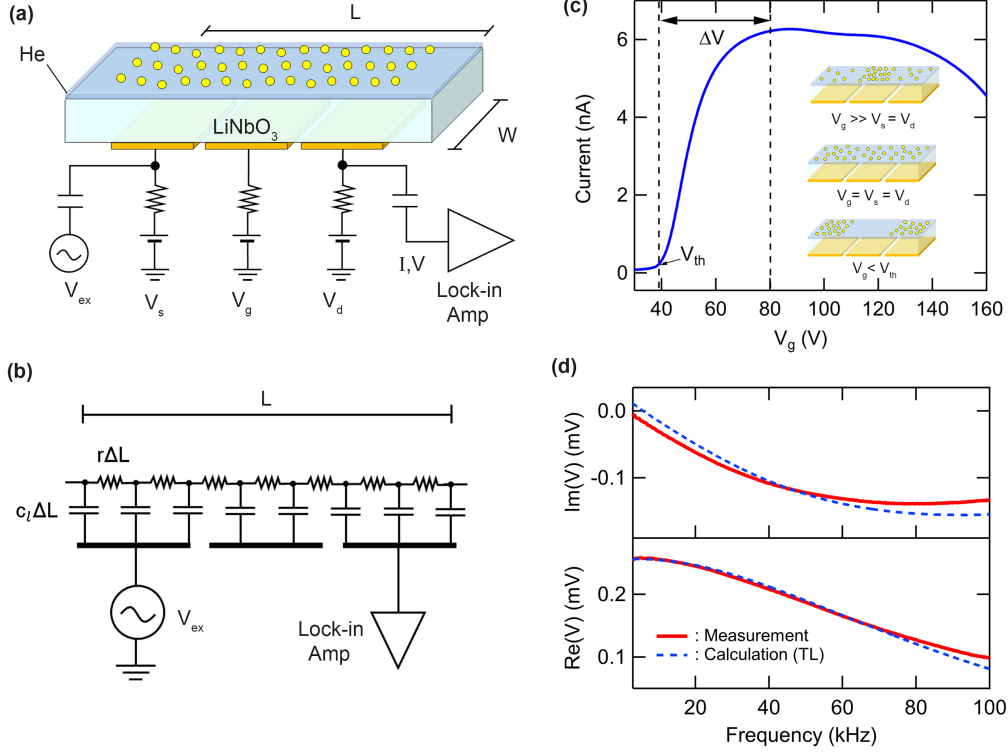 (a)
L
He
LiNbO3
W
I,V
Vex
Vs
Vg
Vd
Lock-in
Amp
(b)
L
rΔL
clΔL
Vex
Lock-in
Amp
(c)
ΔV
Vth
Vg >> Vs = Vd
Vg = Vs = Vd
Vg < Vth
Current (nA)
6
4
2
0
40 60 80 100 120 140 160
Vg (V)
(d)
Im(V) (mV)
0.0
-0.1
Re(V) (mV)
0.2
0.1
: Measurement
: Calculation (TL)
20 40 60 80 100
Frequency (kHz)